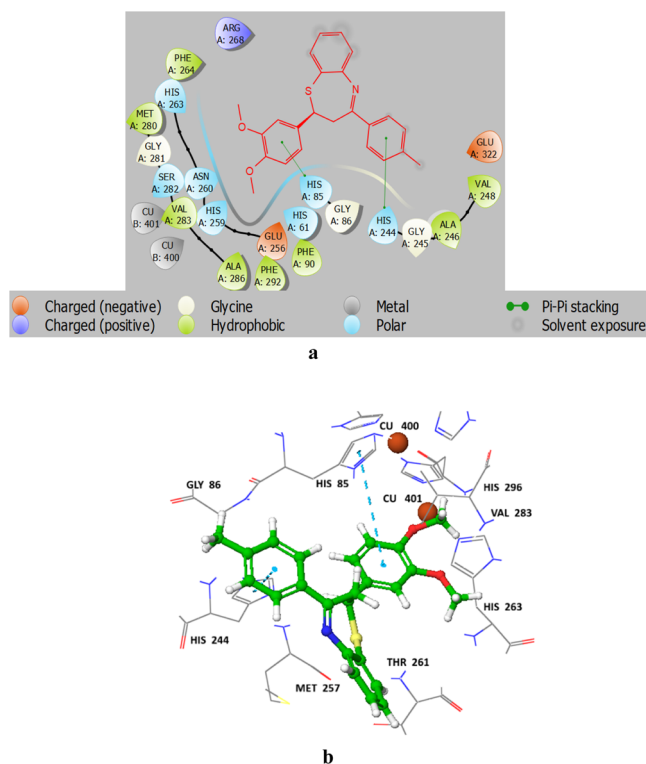 ARG
A: 268
PHE
A: 264
HIS
A: 263
MET
A: 280
GLY
A: 281
SER
A: 282
ASN
A: 260
VAL
A: 283
HIS
A: 259
CU
B: 401
CU
B: 400
GLU
A: 256
ALA
A: 286
PHE
A: 292
PHE
A: 90
HIS
A: 61
HIS
A: 85
GLY
A: 86
HIS
A: 244
GLY
A: 245
ALA
A: 246
VAL
A: 248
GLU
A: 322
S
N
O
O
Charged (negative)
Glycine
Metal
Pi-Pi stacking
Charged (positive)
Hydrophobic
Polar
Solvent exposure
a
CU 400
GLY 86
HIS 85
CU 401
HIS 296
VAL 283
HIS 263
HIS 244
MET 257
THR 261
b